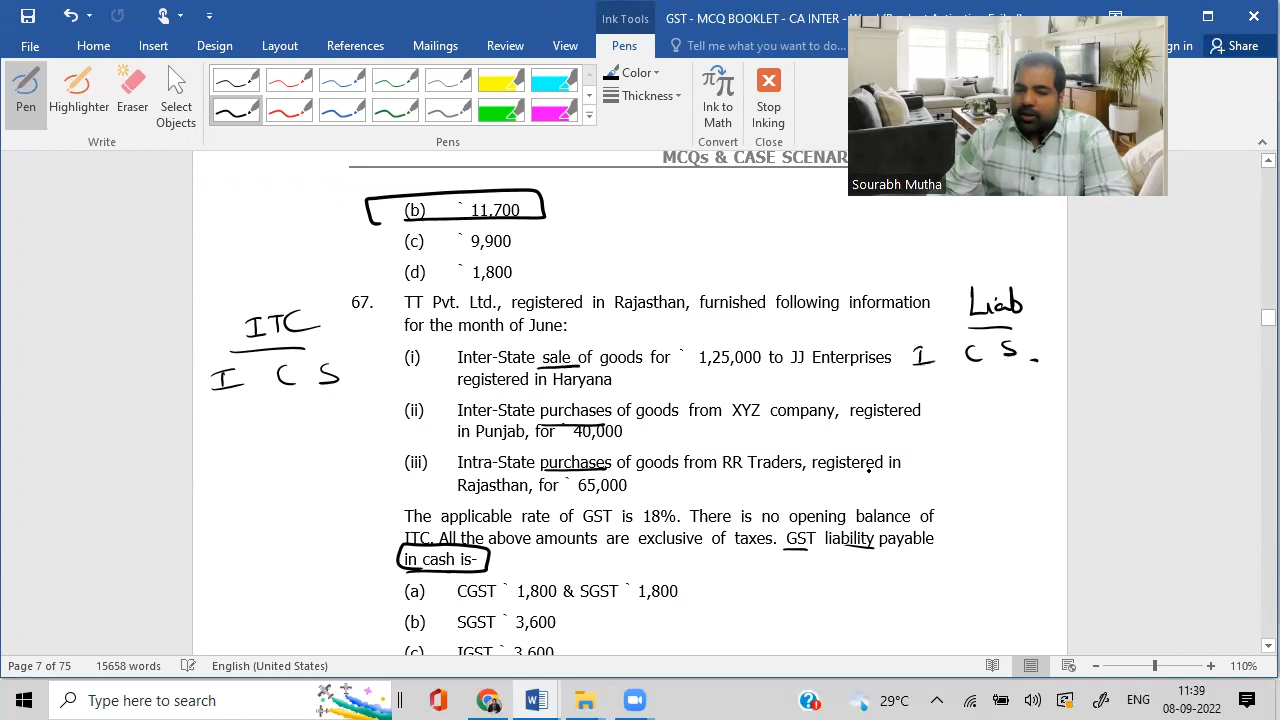 Ink Tools
GST - MCQ BOOKLET - CA INTER -
File Home Insert Design Layout References Mailings Review View Pens Tell me what you want to do... Share
Pen Highlighter Eraser Select Objects
Color
Thickness
Ink to Math
Stop Inking
Write Pens Convert Close
Sourabh Mutha
MCQs & CASE SCENAR
(b) ` 11,700
(c) ` 9,900
(d) ` 1,800
67. TT Pvt. Ltd., registered in Rajasthan, furnished following information
for the month of June:
(i) Inter-State sale of goods for ` 1,25,000 to JJ Enterprises
registered in Haryana
(ii) Inter-State purchases of goods from XYZ company, registered
in Punjab, for ` 40,000
(iii) Intra-State purchases of goods from RR Traders, registered in
Rajasthan, for ` 65,000
The applicable rate of GST is 18%. There is no opening balance of
ITC. All the above amounts are exclusive of taxes. GST liability payable
in cash is-
(a) CGST ` 1,800 & SGST ` 1,800
(b) SGST ` 3,600
(c) IGST ` 3,600
ITC
I C S
Liab
I C S
Page 7 of 75 15658 words English (United States) 110%
Type here to search
29°C
ENG
11:39
08-09-2022